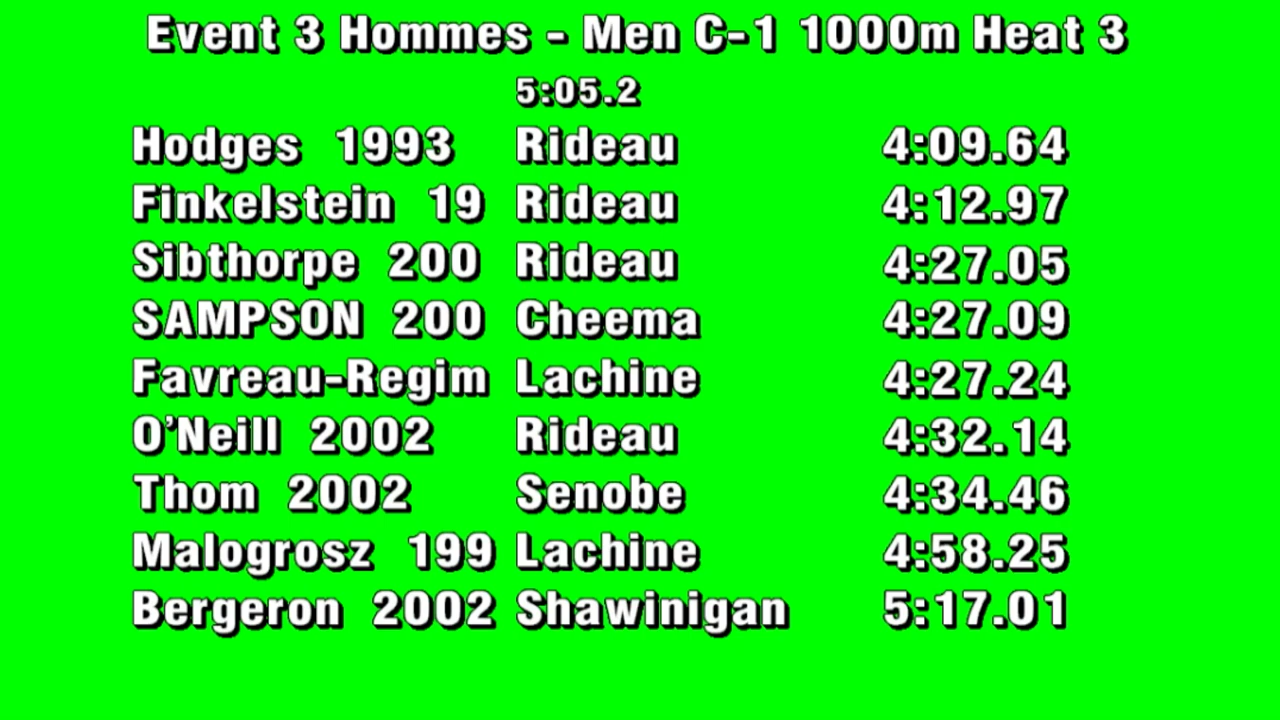 Event 3 Hommes - Men C-1 1000m Heat 3
5:05.2
Hodges 1993 Rideau 4:09.64
Finkelstein 19 Rideau 4:12.97
Sibthorpe 200 Rideau 4:27.05
SAMPSON 200 Cheema 4:27.09
Favreau-Regim Lachine 4:27.24
O’Neill 2002 Rideau 4:32.14
Thom 2002 Senobe 4:34.46
Malogrosz 199 Lachine 4:58.25
Bergeron 2002 Shawinigan 5:17.01